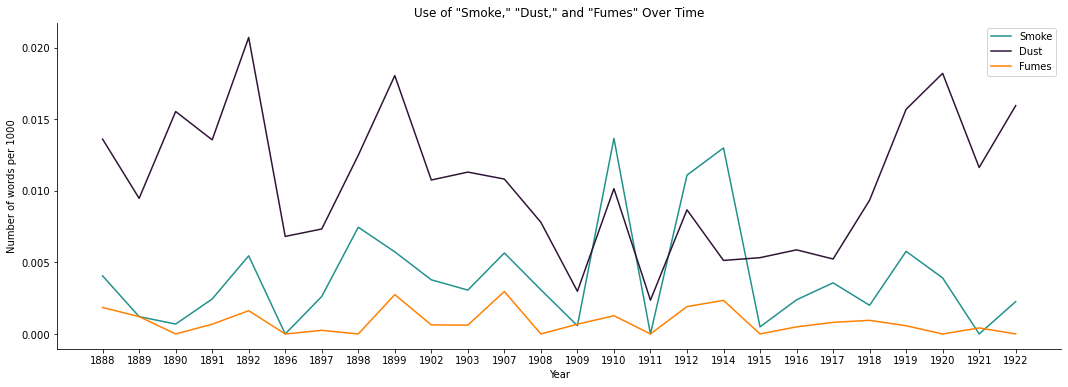 Use of "Smoke," "Dust," and "Fumes" Over Time
Smoke
Dust
Fumes
0.020
0.015
0.010
0.005
0.000
Number of words per 1000
1888 1889 1890 1891 1892 1896 1897 1898 1899 1902 1903 1907 1908 1909 1910 1911 1912 1914 1915 1916 1917 1918 1919 1920 1921 1922
Year